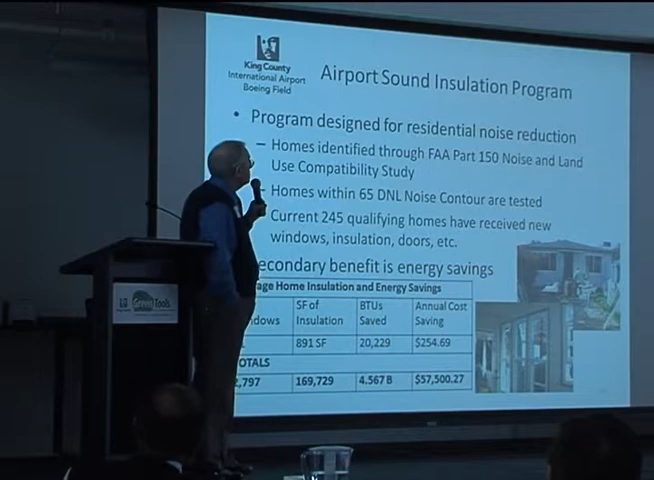 King County
International Airport
Boeing Field
Airport Sound Insulation Program
• Program designed for residential noise reduction
– Homes identified through FAA Part 150 Noise and Land
Use Compatibility Study
Homes within 65 DNL Noise Contour are tested
Current 245 qualifying homes have received new
windows, insulation, doors, etc.
econdary benefit is energy savings
age Home Insulation and Energy Savings
dows SF of Insulation BTUs Saved Annual Cost Saving
891 SF 20,229 $254.69
OTALS
2,797 169,729 4.567 B $57,500.27
GreenTools